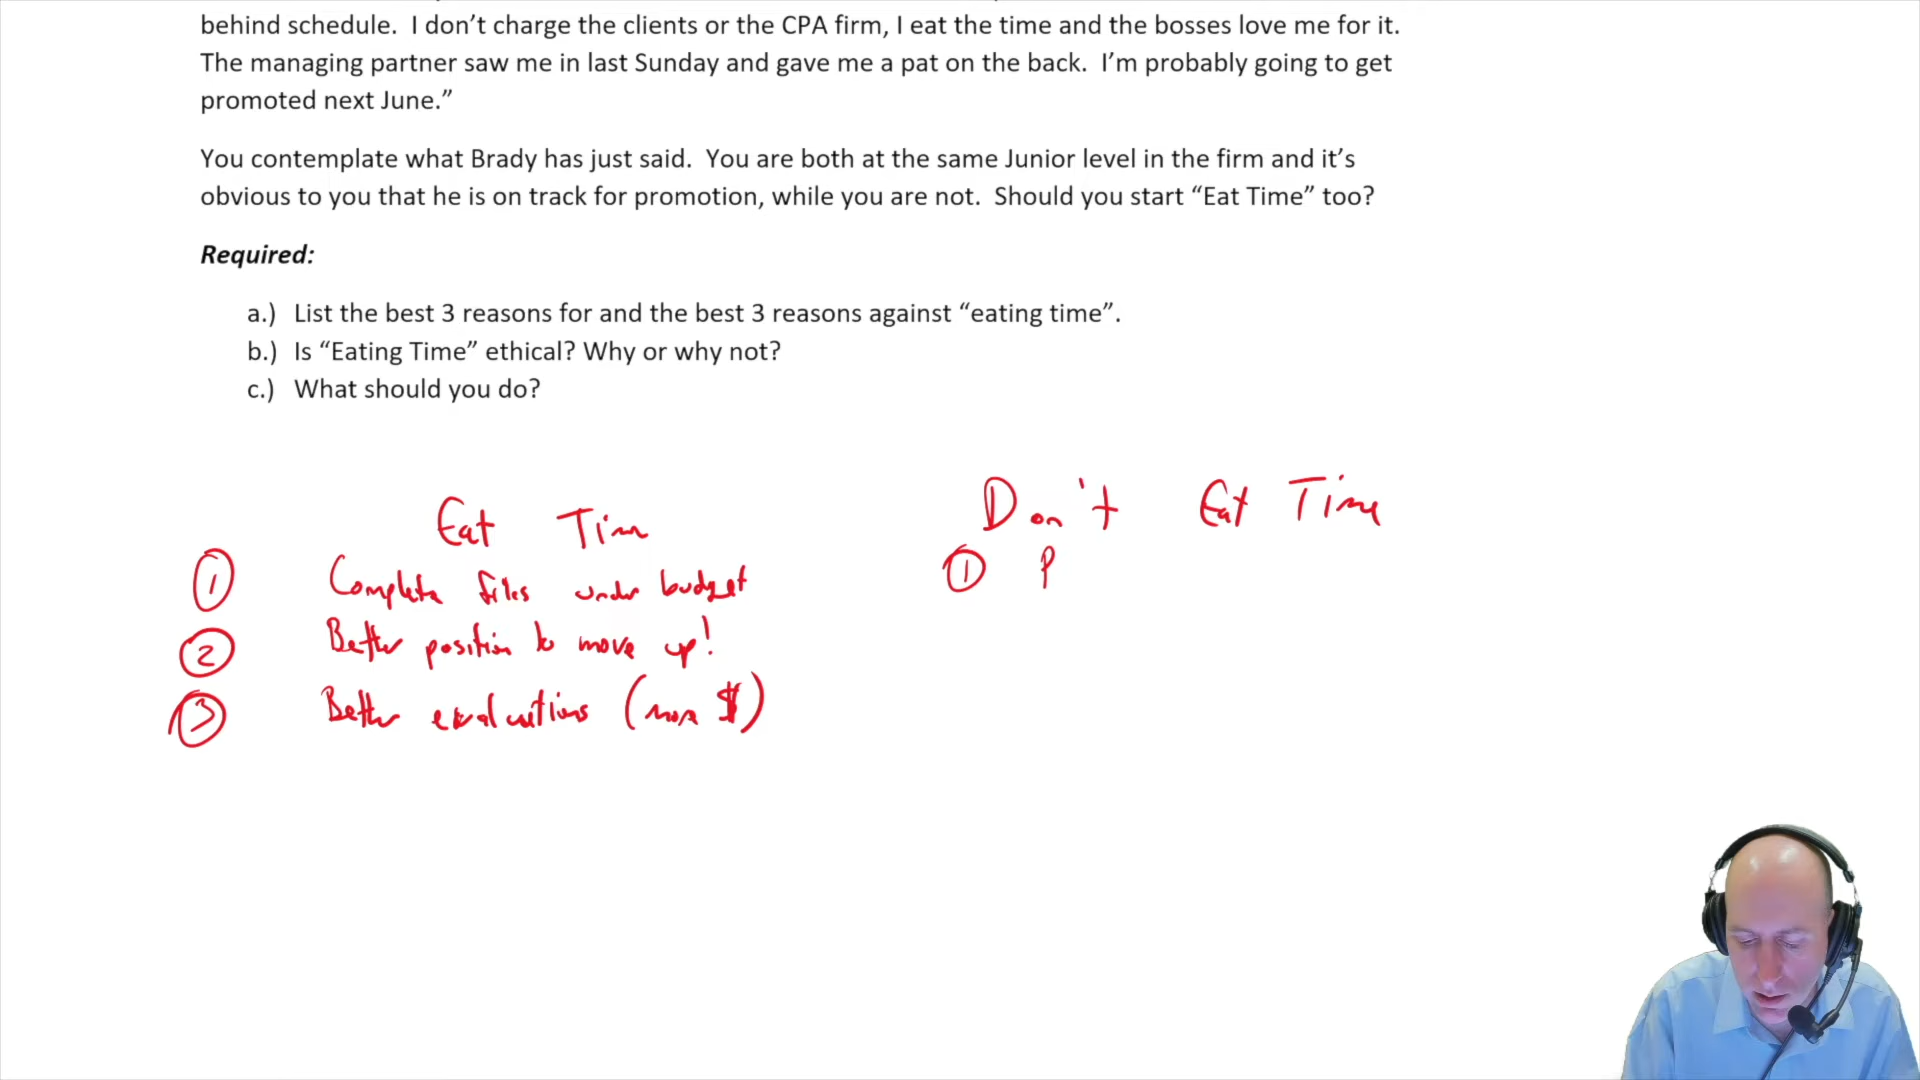 behind schedule.  I don’t charge the clients or the CPA firm, I eat the time and the bosses love me for it.
The managing partner saw me in last Sunday and gave me a pat on the back.  I’m probably going to get
promoted next June.”
You contemplate what Brady has just said.  You are both at the same Junior level in the firm and it’s
obvious to you that he is on track for promotion, while you are not.  Should you start “Eat Time” too?
Required:
a.) List the best 3 reasons for and the best 3 reasons against “eating time”.
b.) Is “Eating Time” ethical? Why or why not?
c.) What should you do?
Eat Time
1 Complete files under budget
2 Better position to move up!
3 Better evaluations (more $)
Don't Eat Time
1 P